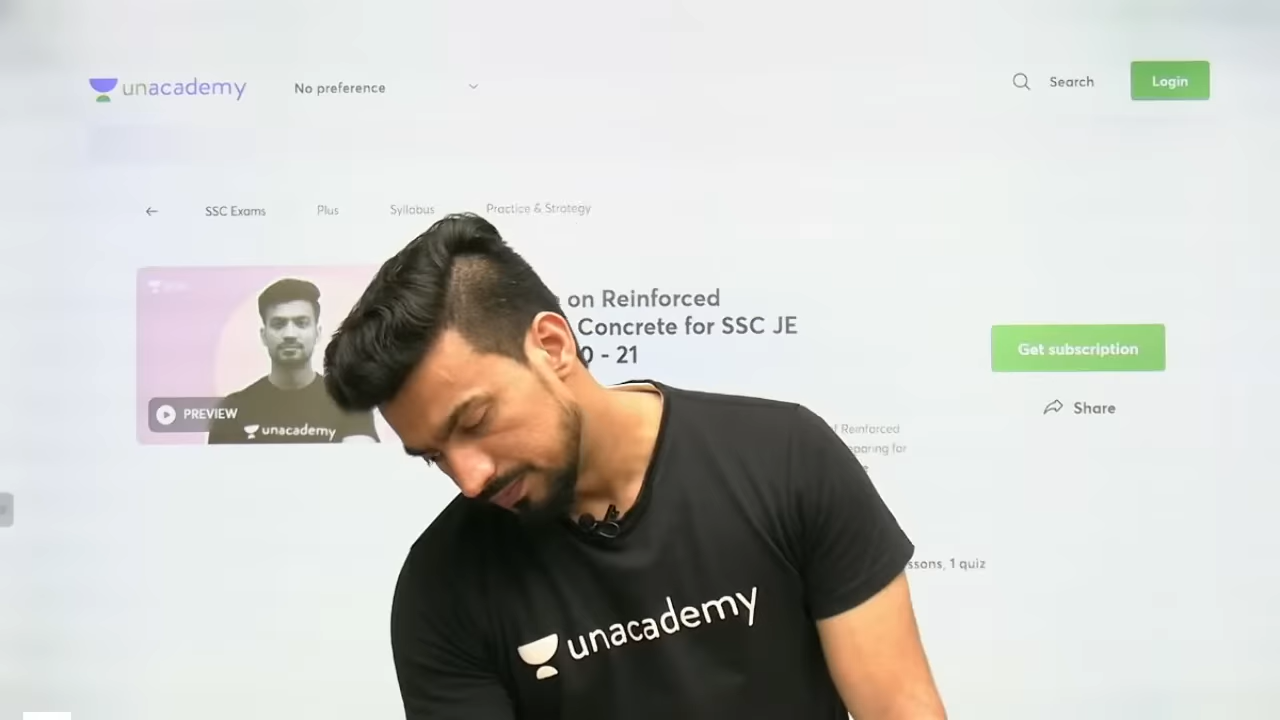 unacademy
No preference
Search
Login
SSC Exams
Plus
Syllabus
Practice & Strategy
on Reinforced
Concrete for SSC JE
0 - 21
Get subscription
PREVIEW
unacademy
Share
Reinforced
for
ssons, 1 quiz
unacademy